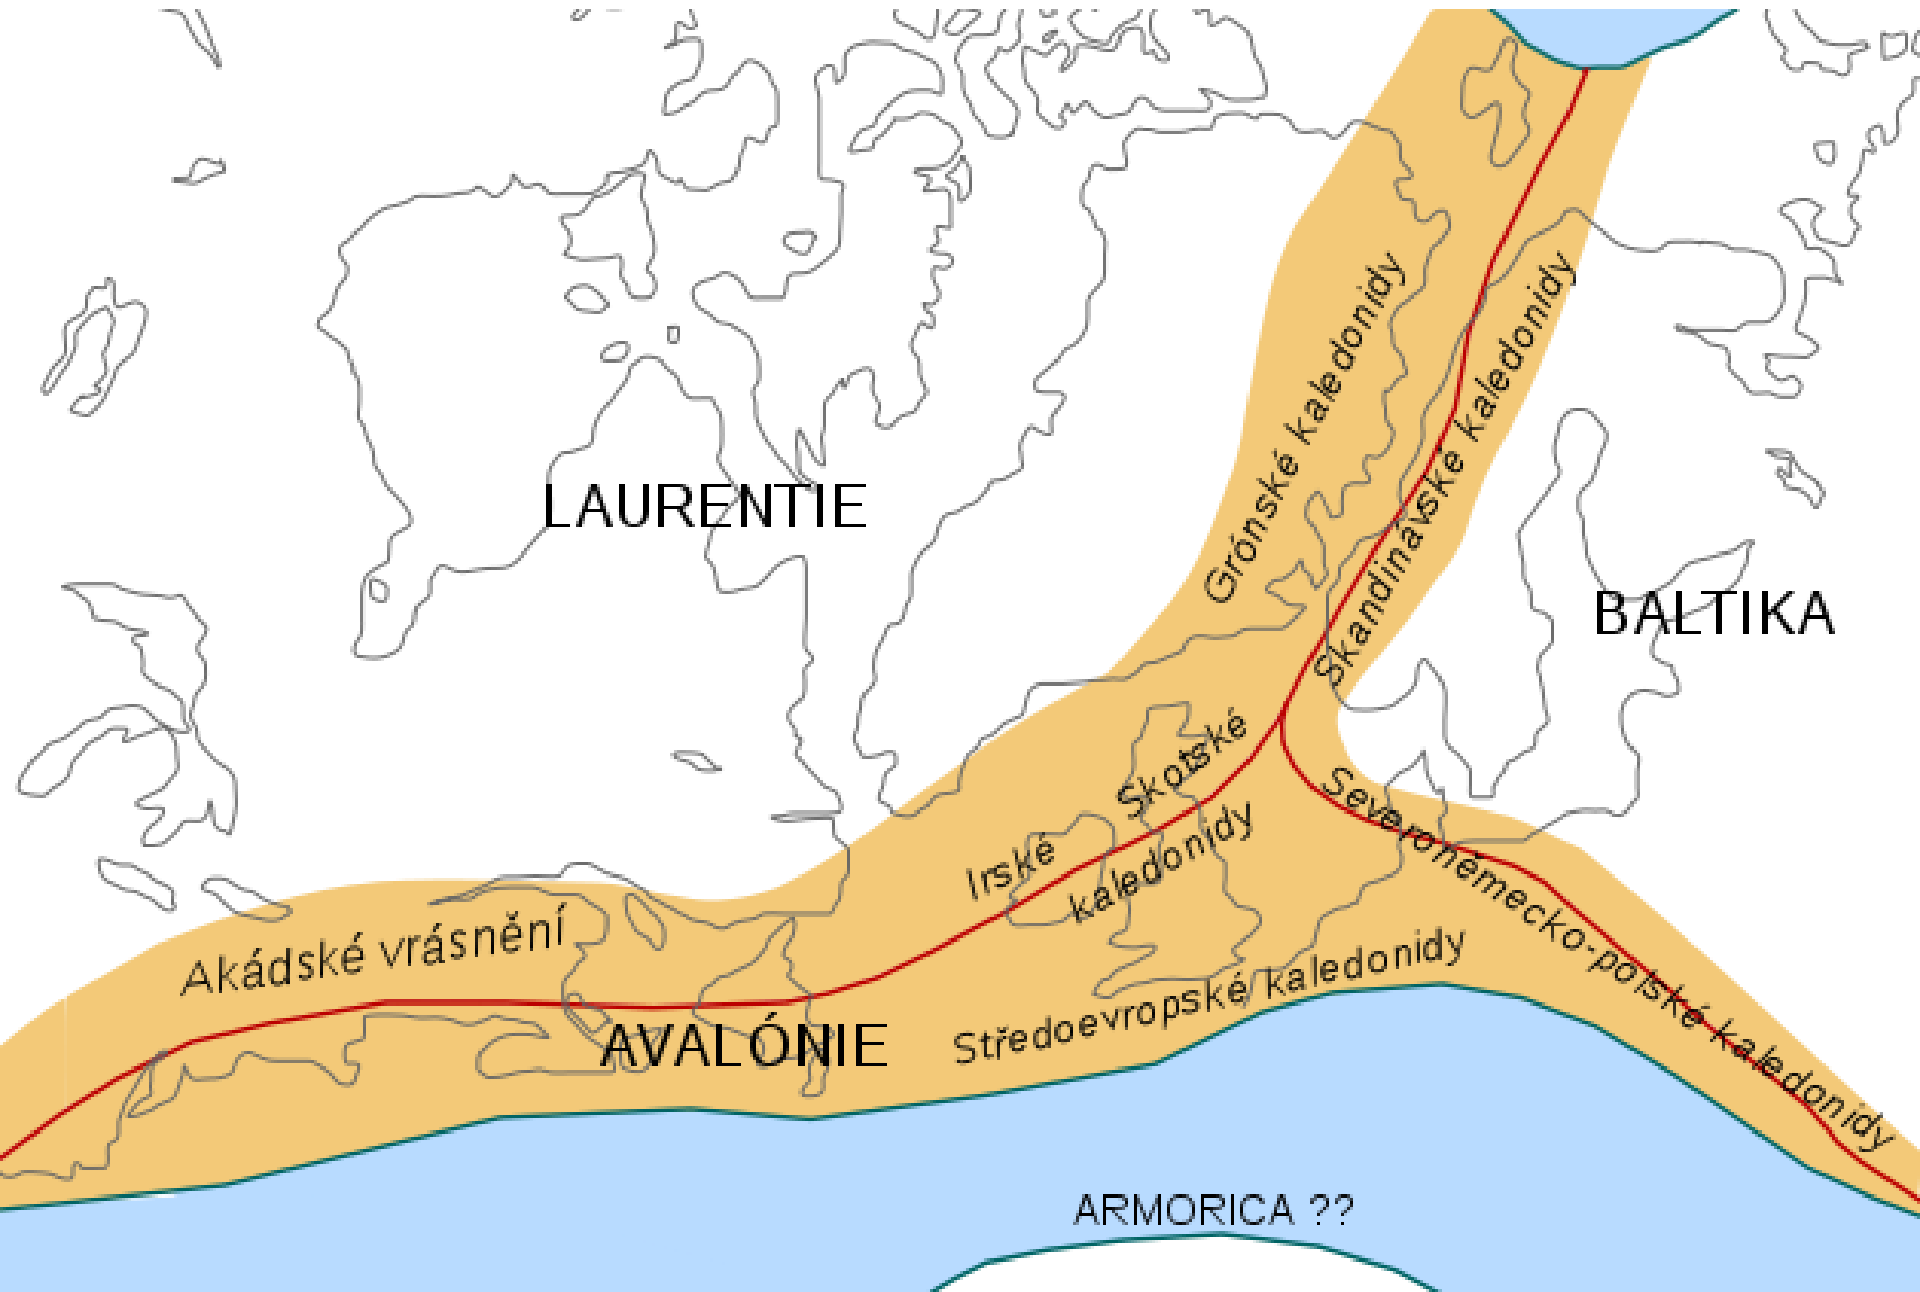 Grónské kaledonidy
Skandinávské kaledonidy
LAURENTIE
BALTIKA
Skotské
Irské
kaledonidy
Severoněmecko-polské kaledonidy
Akádské vrásnění
Středoevropské kaledonidy
AVALÓNIE
ARMORICA ??